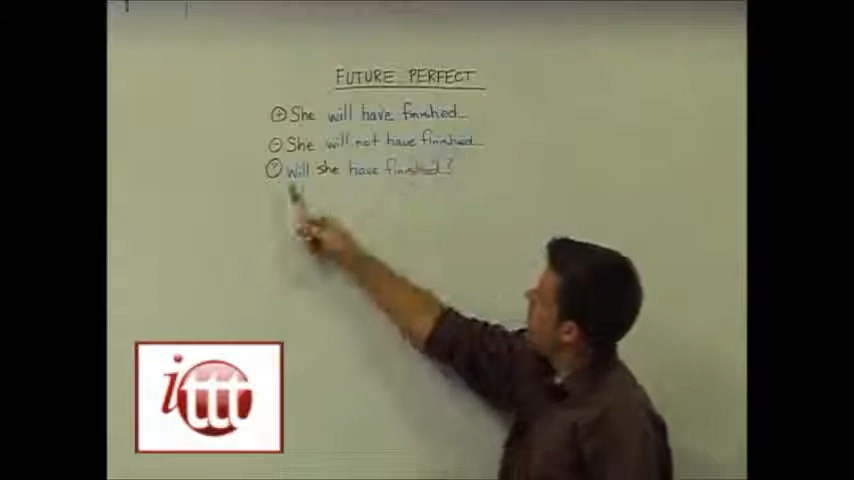 FUTURE PERFECT
+ She will have finished...
- She will not have finished...
? Will she have finished..?
ittt